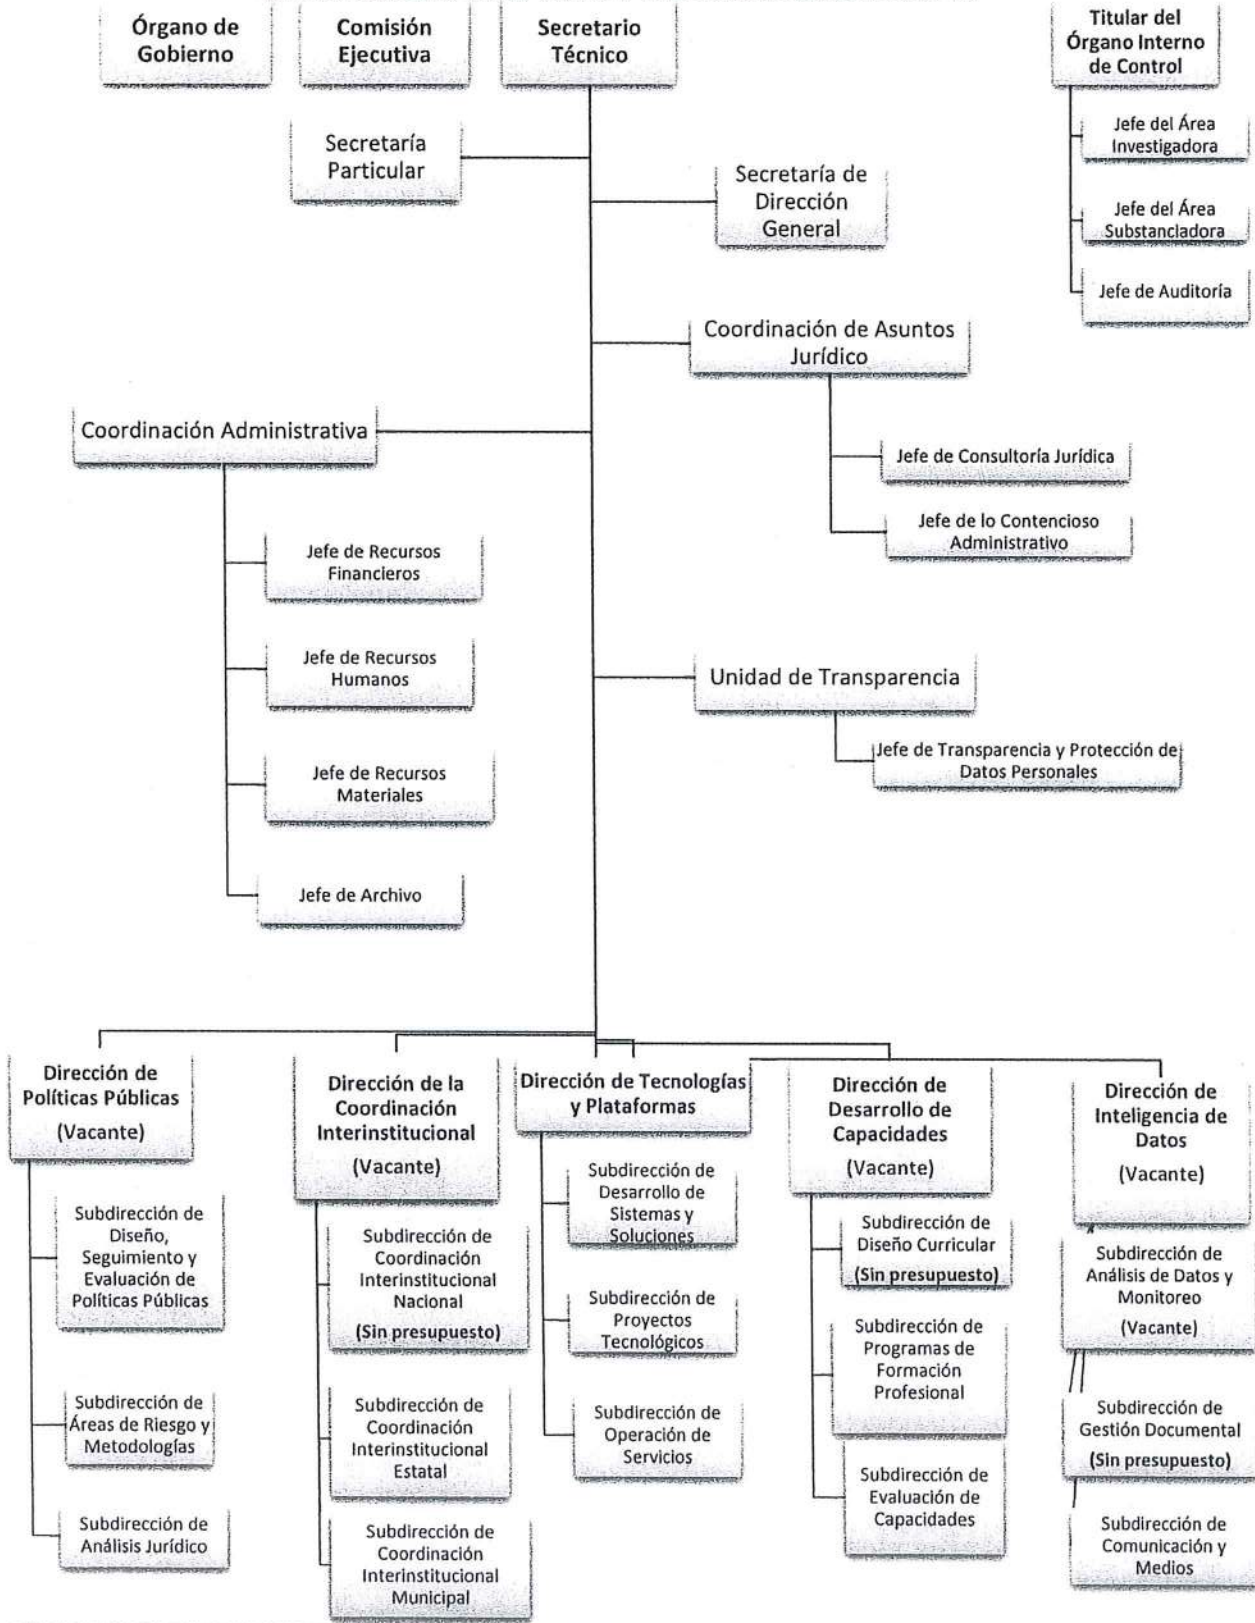 Órgano de
Gobierno
Comisión
Ejecutiva
Secretario
Técnico
Titular del
Órgano Interno
de Control
Jefe del Área
Investigadora
Secretaría
Particular
Secretaría de
Dirección
General
Jefe del Área
Substancladora
Jefe de Auditoría
Coordinación de Asuntos
Jurídico
Coordinación Administrativa
Jefe de Consultoría Jurídica
Jefe de lo Contencioso
Administrativo
Jefe de Recursos
Financieros
Jefe de Recursos
Humanos
Unidad de Transparencia
Jefe de Transparencia y Protección de
Datos Personales
Jefe de Recursos
Materiales
Jefe de Archivo
Dirección de
Políticas Públicas
(Vacante)
Subdirección de
Diseño,
Seguimiento y
Evaluación de
Políticas Públicas
Subdirección de
Áreas de Riesgo y
Metodologías
Subdirección de
Análisis Jurídico
Dirección de la
Coordinación
Interinstitucional
(Vacante)
Subdirección de
Coordinación
Interinstitucional
Nacional
(Sin presupuesto)
Subdirección de
Coordinación
Interinstitucional
Estatal
Subdirección de
Coordinación
Interinstitucional
Municipal
Dirección de Tecnologías
y Plataformas
Subdirección de
Desarrollo de
Sistemas y
Soluciones
Subdirección de
Proyectos
Tecnológicos
Subdirección de
Operación de
Servicios
Dirección de
Desarrollo de
Capacidades
(Vacante)
Subdirección de
Diseño Curricular
(Sin presupuesto)
Subdirección de
Programas de
Formación
Profesional
Subdirección de
Evaluación de
Capacidades
Dirección de
Inteligencia de
Datos
(Vacante)
Subdirección de
Análisis de Datos y
Monitoreo
(Vacante)
Subdirección de
Gestión Documental
(Sin presupuesto)
Subdirección de
Comunicación y
Medios